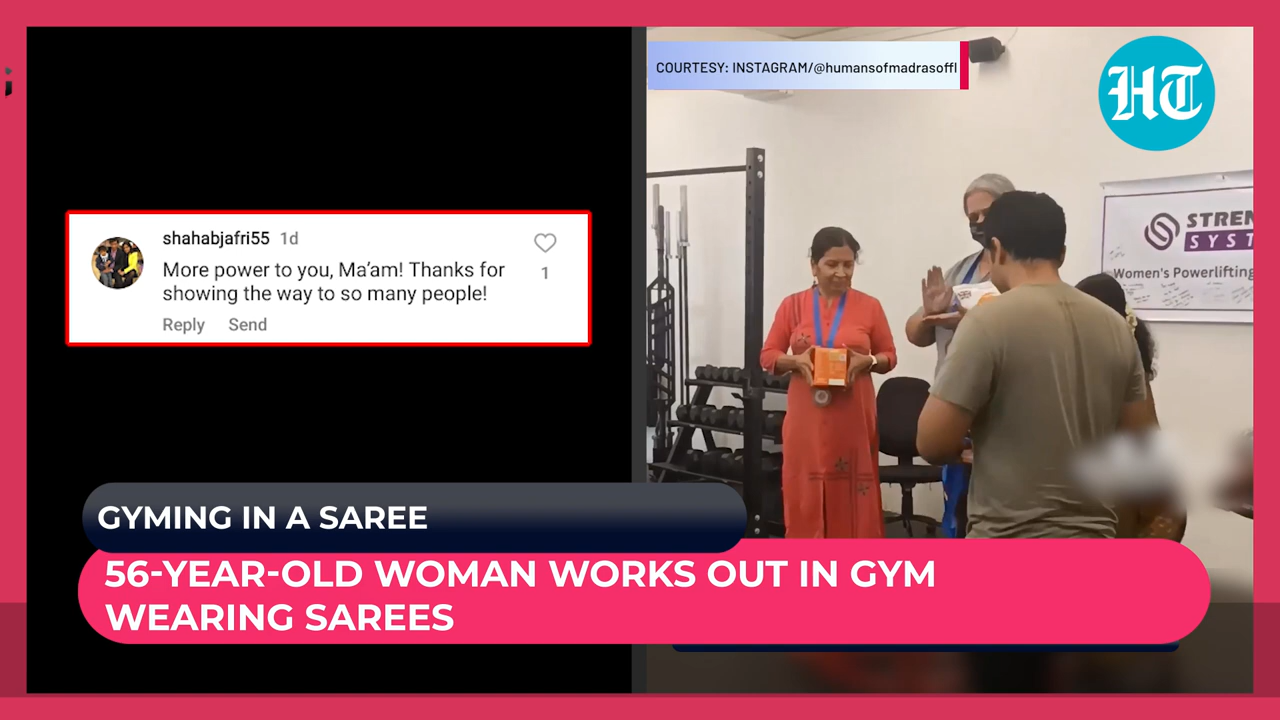 COURTESY: INSTAGRAM/@humansofmadrasoffl
HT
shahabjafri55 1d
More power to you, Ma'am! Thanks for
showing the way to so many people!
1
Reply Send
SYST
Women's Powerlifting
GYMING IN A SAREE
56-YEAR-OLD WOMAN WORKS OUT IN GYM
WEARING SAREES